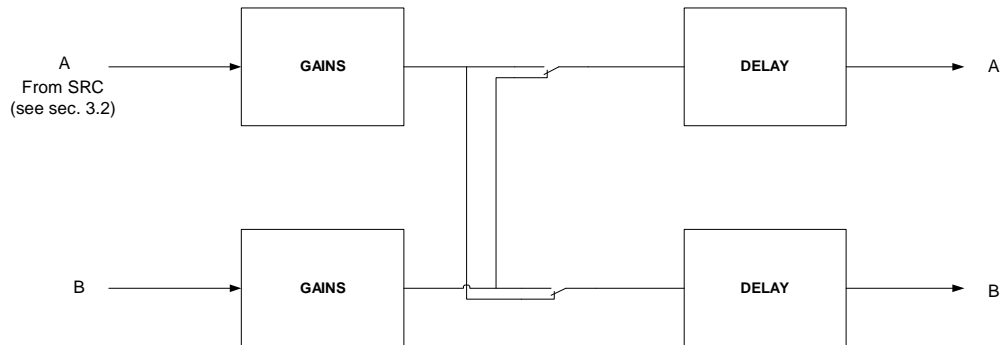 A
From SRC
(see sec. 3.2)
GAINS
DELAY
A
B
GAINS
DELAY
B